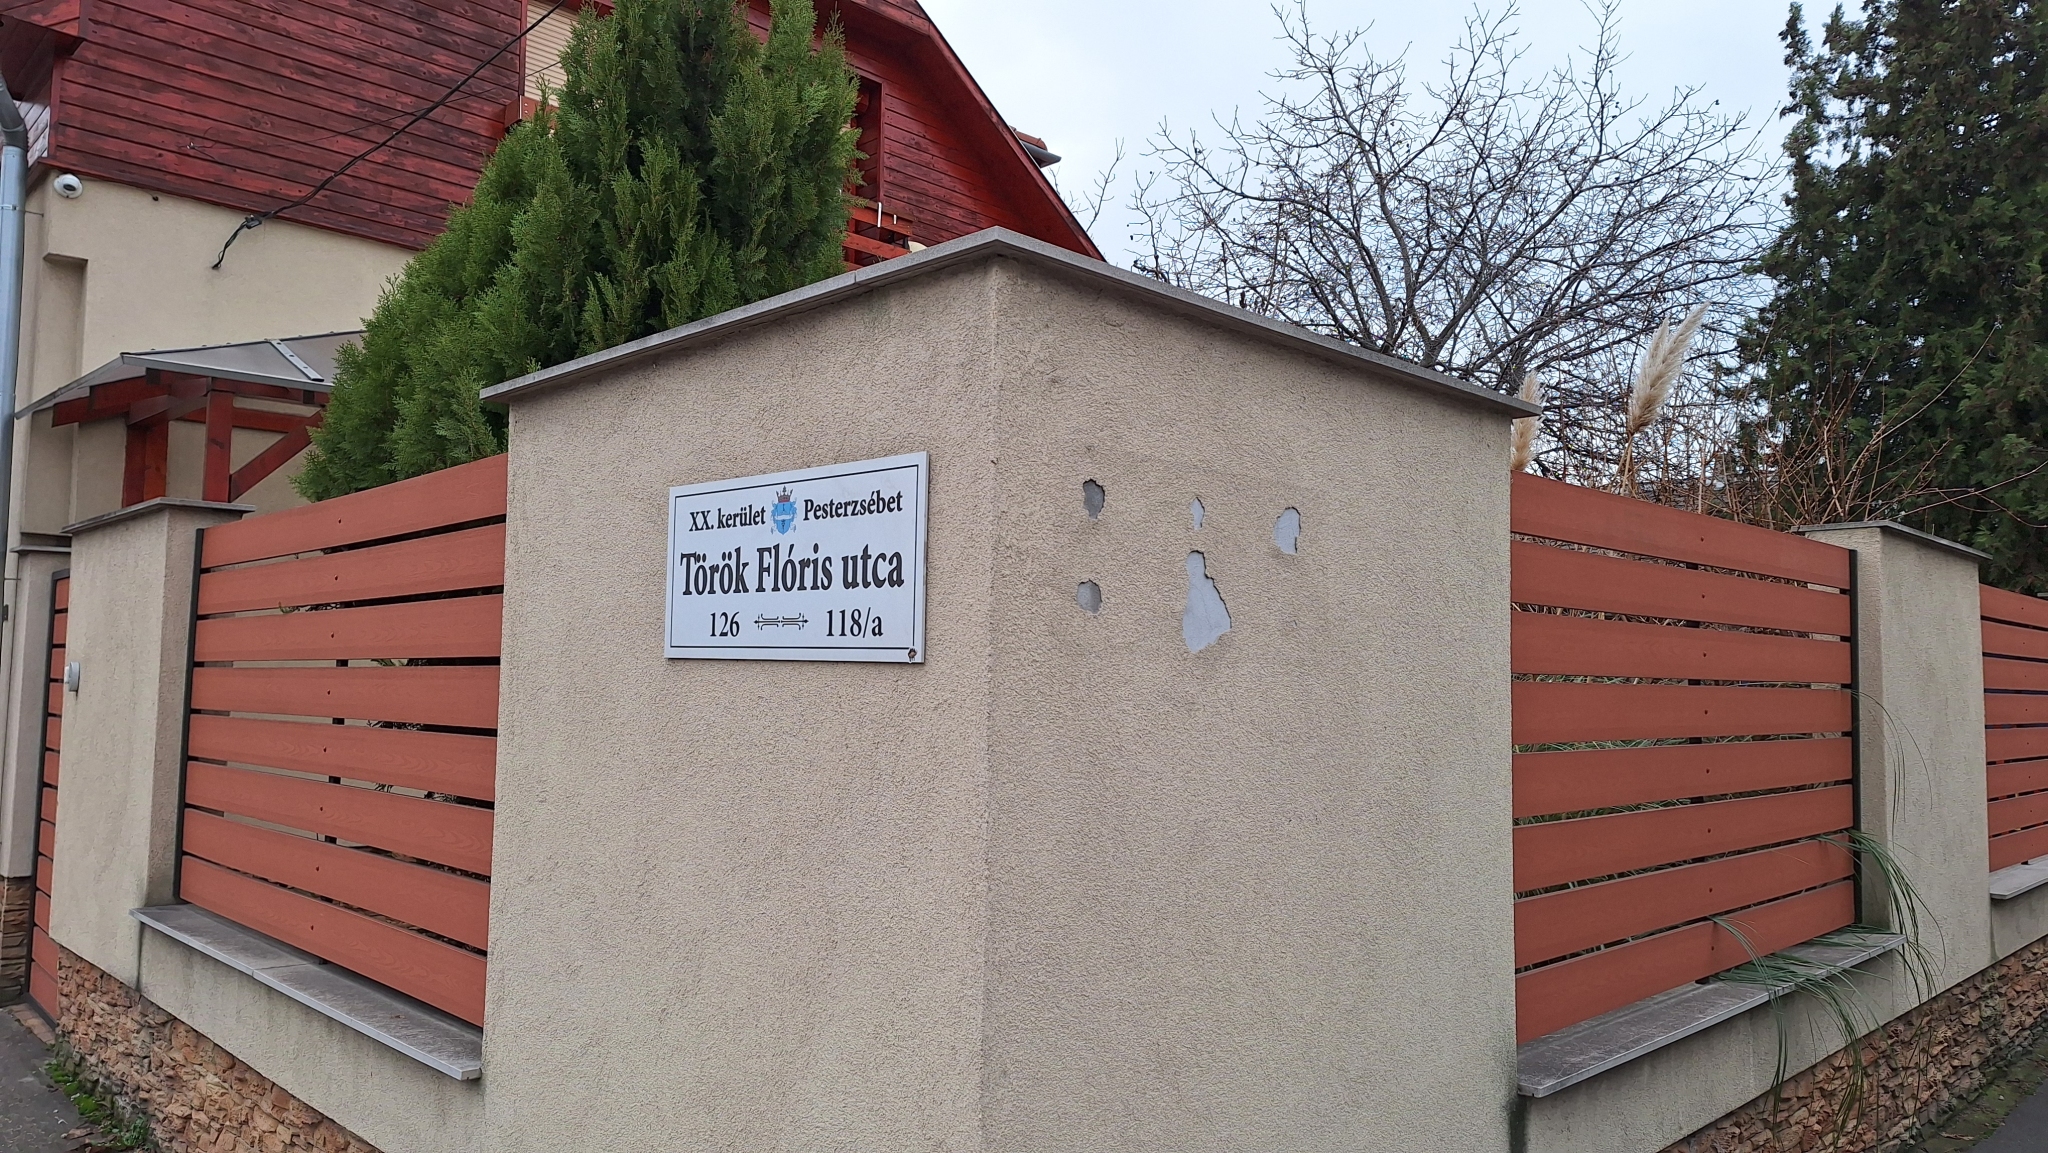 XX. kerület Pesterzsébet
Török Flóris utca
126 118/a